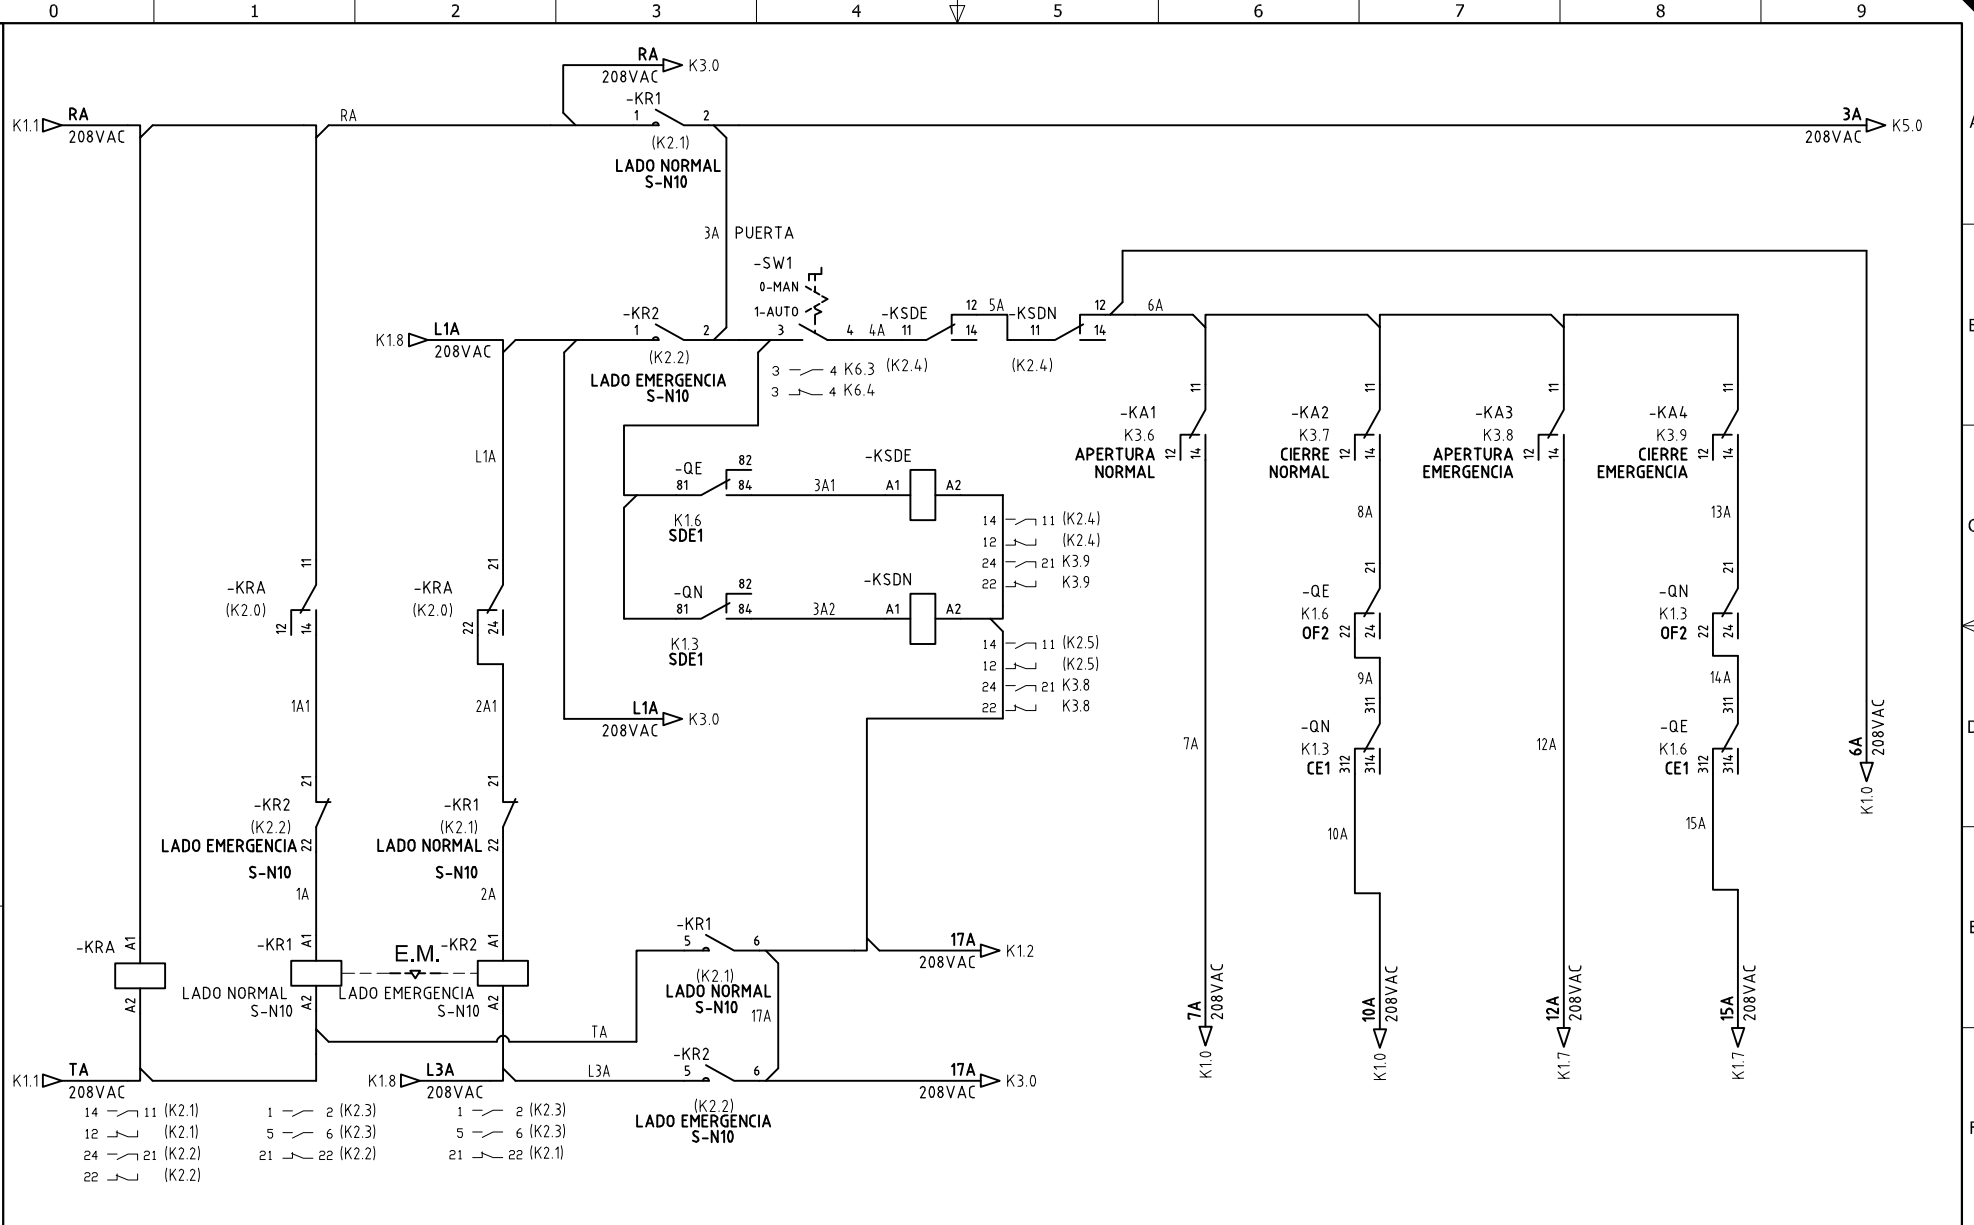 0 1 2 3 4 5 6 7 8 9
RA
208VAC
K3.0
-KR1
1 2
(K2.1)
LADO NORMAL
S-N10
K1.1
RA
208VAC
RA
3A
208VAC
K5.0
A
3A
PUERTA
-SW1
0-MAN
1-AUTO
3 4
4A
3 4 K6.3
3 4 K6.4
K1.8
L1A
208VAC
-KR2
1 2
(K2.2)
LADO EMERGENCIA
S-N10
-KSDE
11 12 14
(K2.4)
5A
-KSDN
11 12 14
(K2.4)
6A
L1A
-QE
81 82 84
K1.6
SDE1
3A1
-KSDE
A1 A2
14 11 (K2.4)
12 (K2.4)
24 21 K3.9
22 K3.9
-QN
81 82 84
K1.3
SDE1
3A2
-KSDN
A1 A2
14 11 (K2.5)
12 (K2.5)
24 21 K3.8
22 K3.8
L1A
208VAC
K3.0
-KA1
K3.6
APERTURA
NORMAL
11 12 14
-KA2
K3.7
CIERRE
NORMAL
11 12 14
-KA3
K3.8
APERTURA
EMERGENCIA
11 12 14
-KA4
K3.9
CIERRE
EMERGENCIA
11 12 14
8A
13A
-QE
K1.6
OF2
21 22 24
-QN
K1.3
OF2
21 22 24
9A
14A
-QN
K1.3
CE1
311 312 314
-QE
K1.6
CE1
311 312 314
7A
12A
10A
15A
6A
208VAC
K1.0
7A
208VAC
K1.0
10A
208VAC
K1.0
12A
208VAC
K1.7
15A
208VAC
K1.7
-KRA
(K2.0)
11 12 14
-KRA
(K2.0)
21 22 24
1A1
2A1
-KR2
(K2.2)
LADO EMERGENCIA
S-N10
21 22
-KR1
(K2.1)
LADO NORMAL
S-N10
21 22
1A
2A
-KRA
A1 A2
-KR1
A1 A2
LADO NORMAL
S-N10
E.M.
-KR2
A1 A2
LADO EMERGENCIA
S-N10
TA
-KR1
5 6
(K2.1)
LADO NORMAL
S-N10
17A
17A
208VAC
K1.2
K1.1
TA
208VAC
K1.8
L3A
208VAC
L3A
-KR2
5 6
(K2.2)
LADO EMERGENCIA
S-N10
17A
208VAC
K3.0
14 11 (K2.1)
12 (K2.1)
24 21 (K2.2)
22 (K2.2)
1 2 (K2.3)
5 6 (K2.3)
21 22 (K2.2)
1 2 (K2.3)
5 6 (K2.3)
21 22 (K2.1)